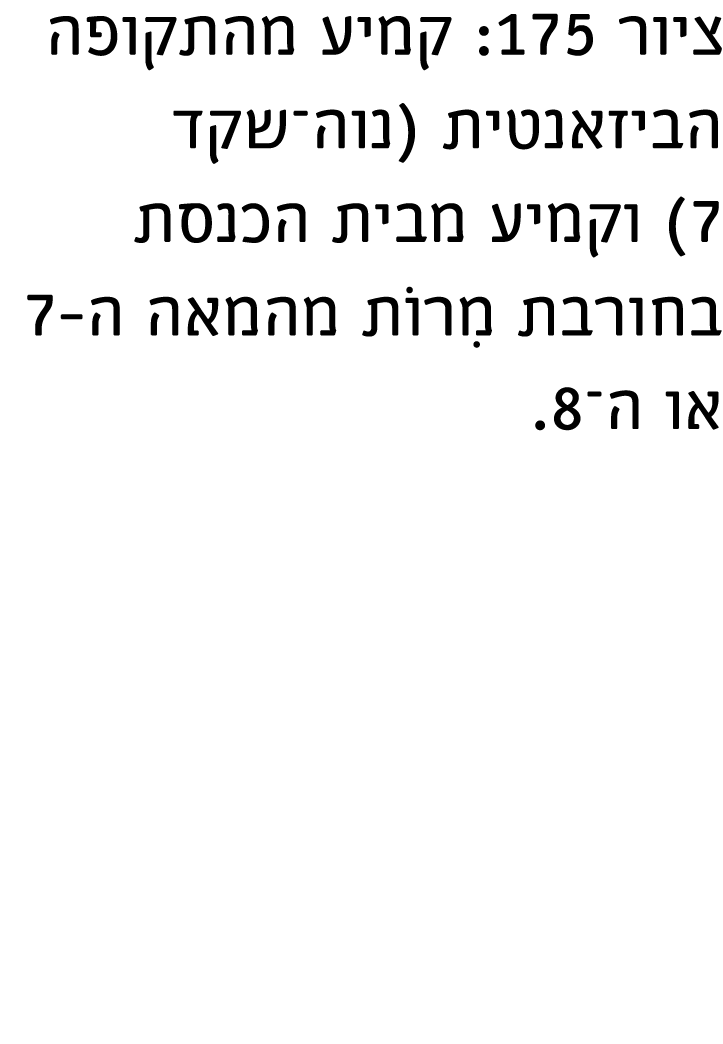 ציור 175: קמיע מהתקופה
הביזאנטית (נוה־שקד
7) וקמיע מבית הכנסת
בחורבת מִרוֹת מהמאה ה-7
או ה־8.